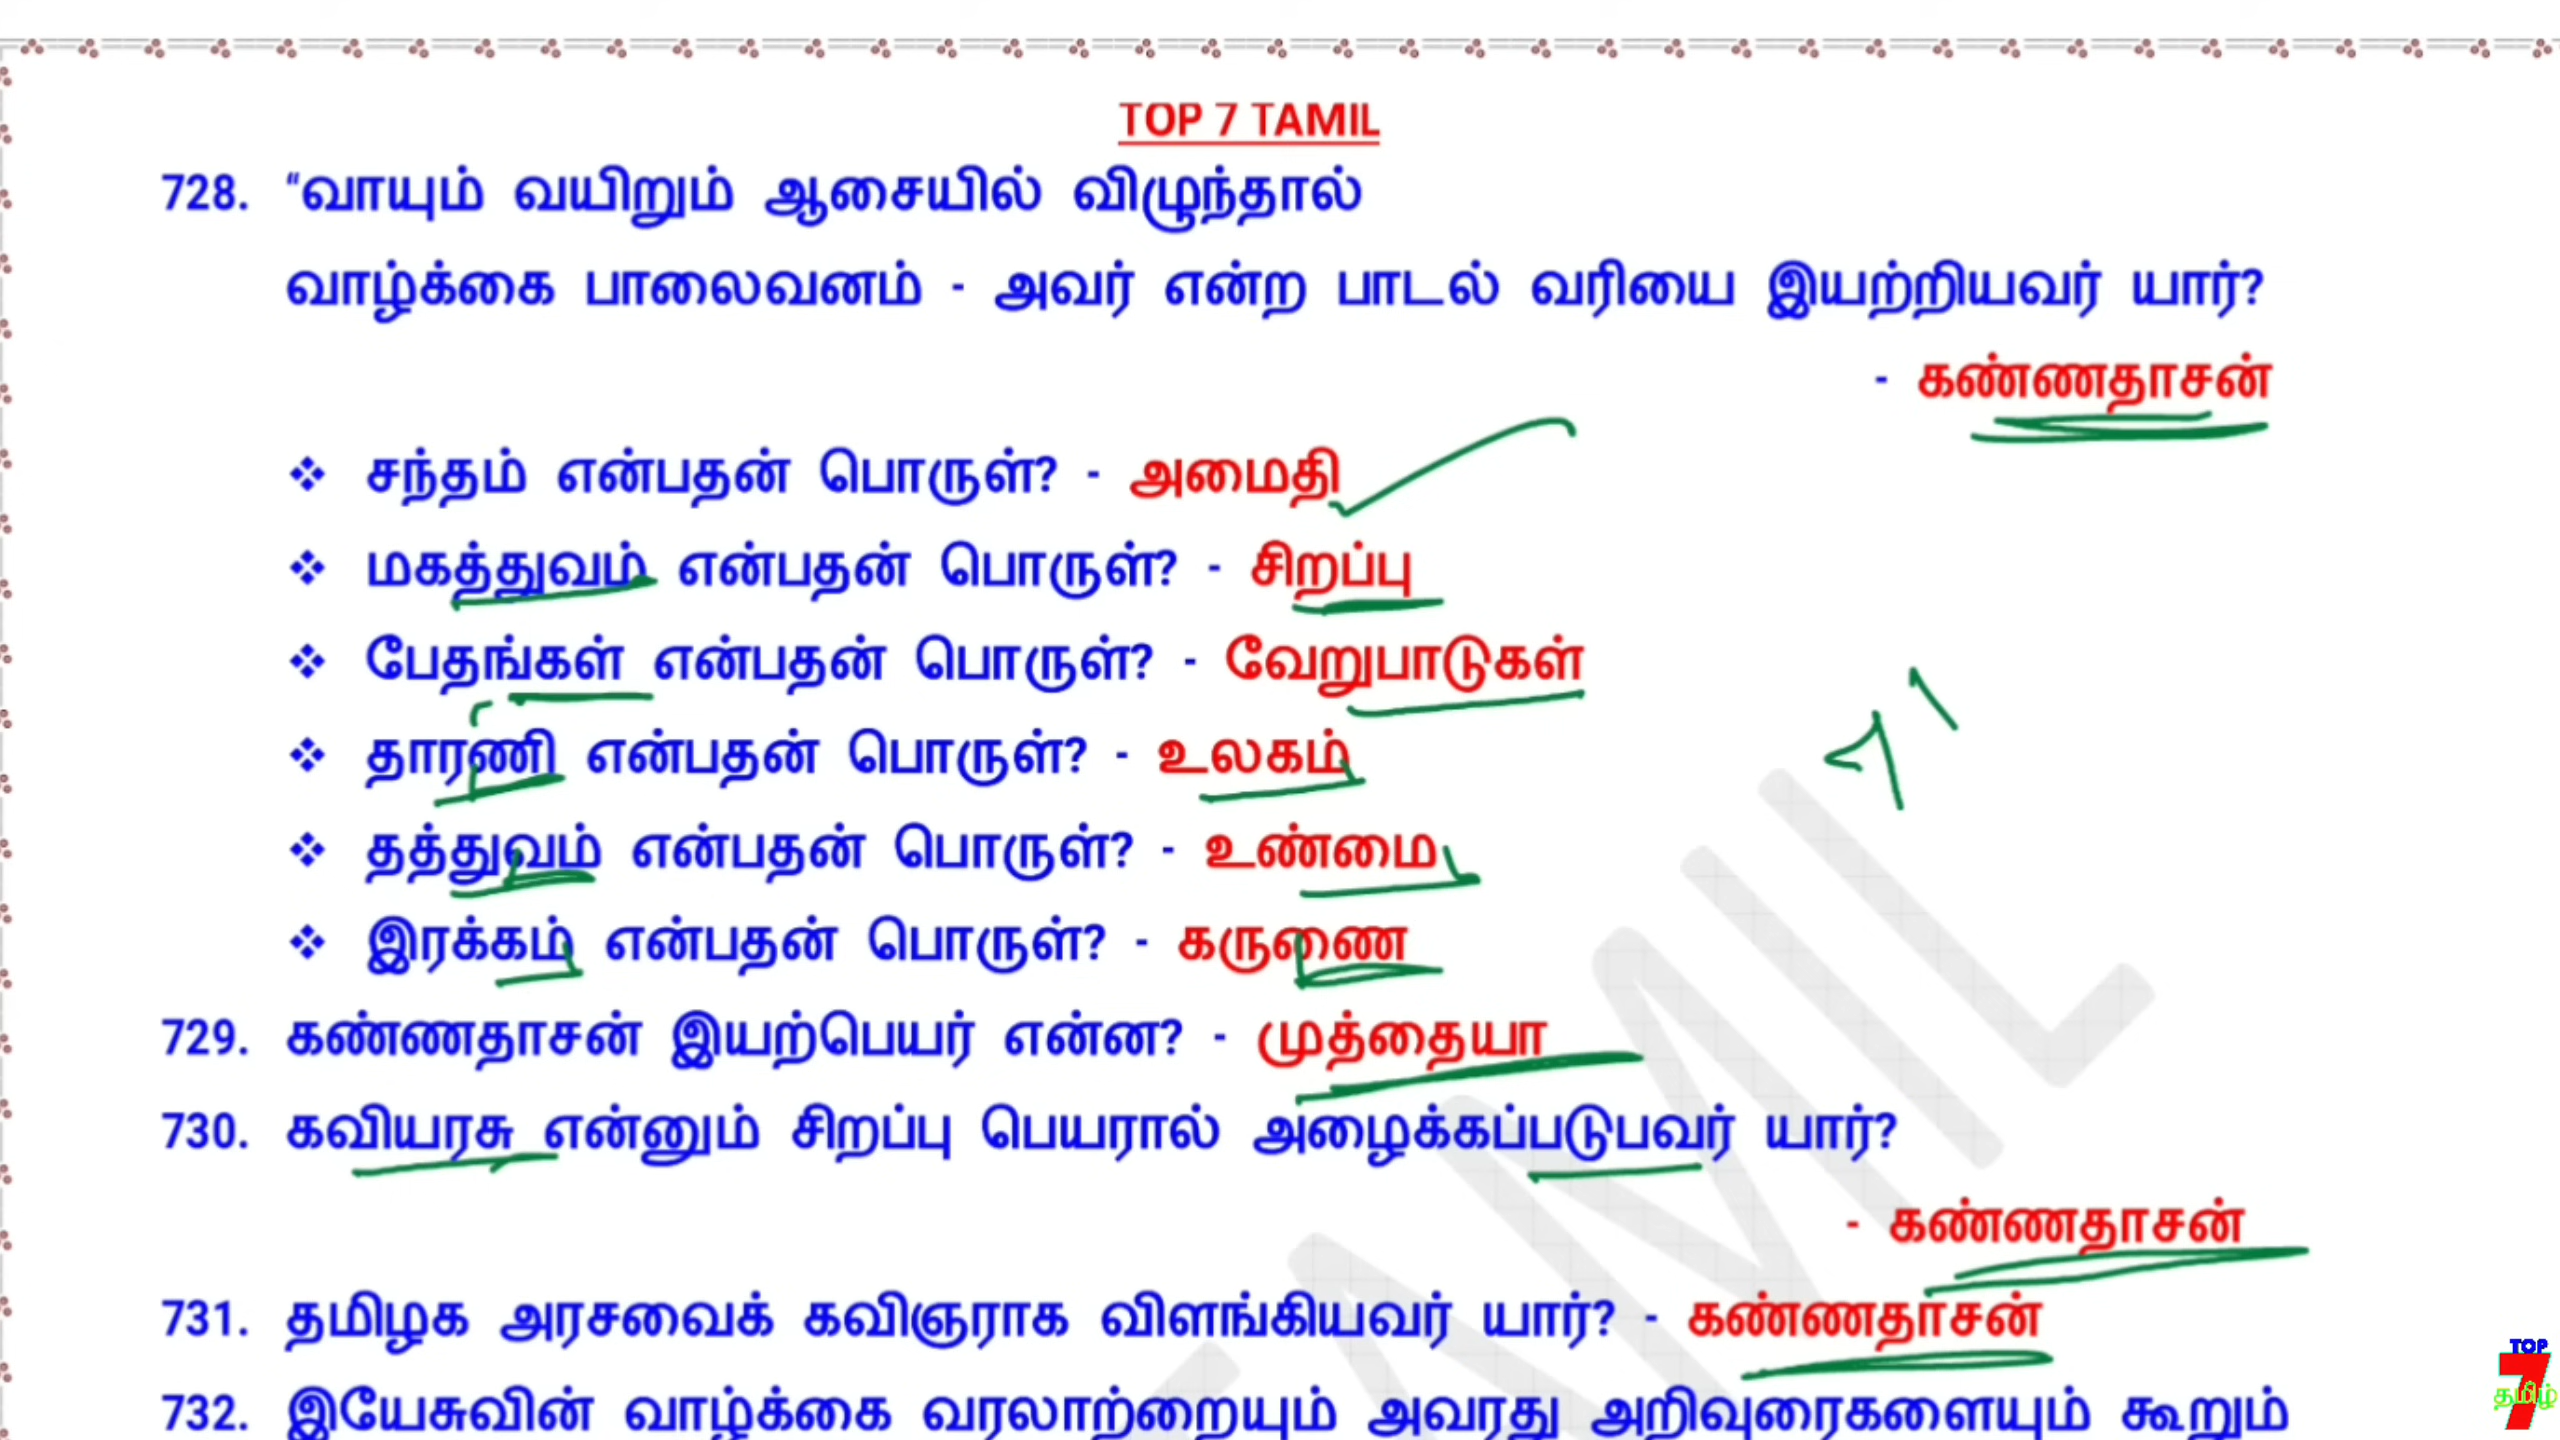 TOP 7 TAMIL
728. “வாயும் வயிறும் ஆசையில் விழுந்தால்
வாழ்க்கை பாலைவனம் - அவர் என்ற பாடல் வரியை இயற்றியவர் யார்?
- கண்ணதாசன்
❖ சந்தம் என்பதன் பொருள்? - அமைதி
❖ மகத்துவம் என்பதன் பொருள்? - சிறப்பு
❖ பேதங்கள் என்பதன் பொருள்? - வேறுபாடுகள்
❖ தாரணி என்பதன் பொருள்? - உலகம்
❖ தத்துவம் என்பதன் பொருள்? - உண்மை
❖ இரக்கம் என்பதன் பொருள்? - கருணை
729. கண்ணதாசன் இயற்பெயர் என்ன? - முத்தையா
730. கவியரசு என்னும் சிறப்பு பெயரால் அழைக்கப்படுபவர் யார்?
- கண்ணதாசன்
731. தமிழக அரசவைக் கவிஞராக விளங்கியவர் யார்? - கண்ணதாசன்
732. இயேசுவின் வாழ்க்கை வரலாற்றையும் அவரது அறிவுரைகளையும் கூறும்
TOP
7
தமிழ்